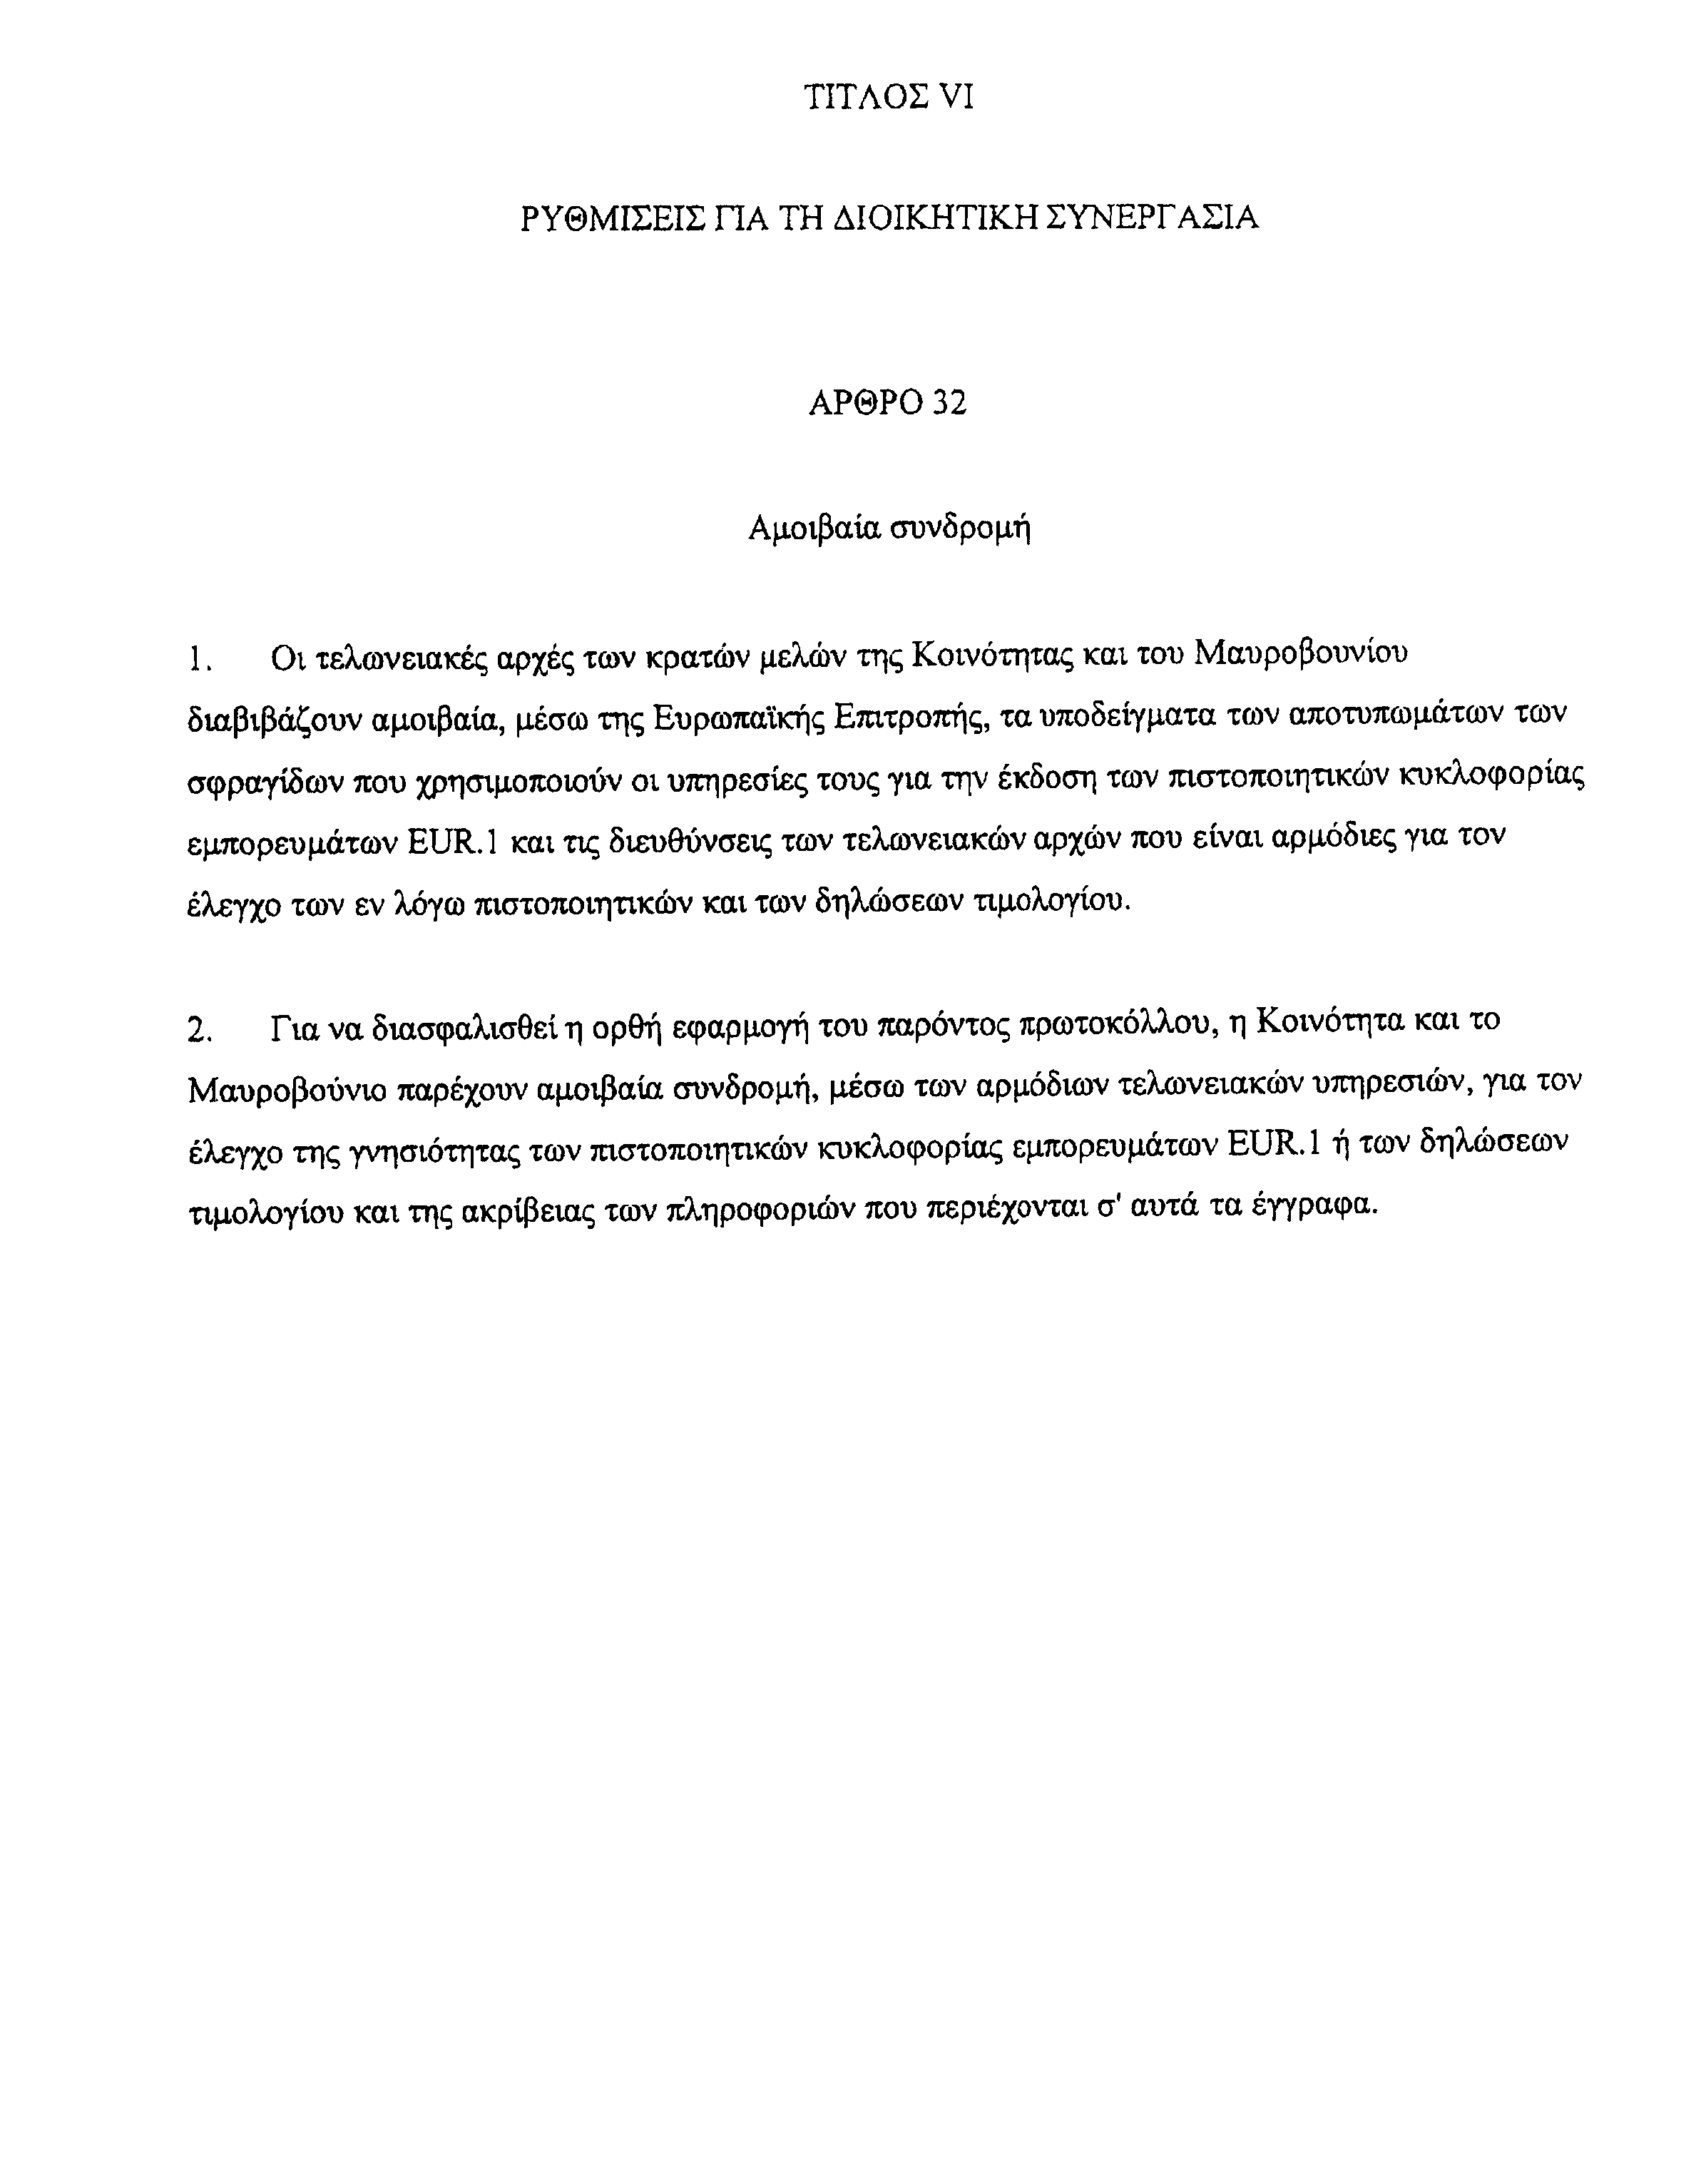 ΤΙΤΛΟΣ VI
ΡΥΘΜΙΣΕΙΣ ΓΙΑ ΤΗ ΔΙΟΙΚΗΤΙΚΗ ΣΥΝΕΡΓΑΣΙΑ
ΑΡΘΡΟ 32
Αμοιβαία συνδρομή
1. Οι τελωνειακές αρχές των κρατών μελών της Κοινότητας και του Μαυροβουνίου
διαβιβάζουν αμοιβαία, μέσω της Ευρωπαϊκής Επιτροπής, τα υποδείγματα των αποτυπωμάτων των
σφραγίδων που χρησιμοποιούν οι υπηρεσίες τους για την έκδοση των πιστοποιητικών κυκλοφορίας
εμπορευμάτων EUR.1 και τις διευθύνσεις των τελωνειακών αρχών που είναι αρμόδιες για τον
έλεγχο των εν λόγω πιστοποιητικών και των δηλώσεων τιμολογίου.
2. Για να διασφαλισθεί η ορθή εφαρμογή του παρόντος πρωτοκόλλου, η Κοινότητα και το
Μαυροβούνιο παρέχουν αμοιβαία συνδρομή, μέσω των αρμόδιων τελωνειακών υπηρεσιών, για τον
έλεγχο της γνησιότητας των πιστοποιητικών κυκλοφορίας εμπορευμάτων EUR.1 ή των δηλώσεων
τιμολογίου και της ακρίβειας των πληροφοριών που περιέχονται σ' αυτά τα έγγραφα.